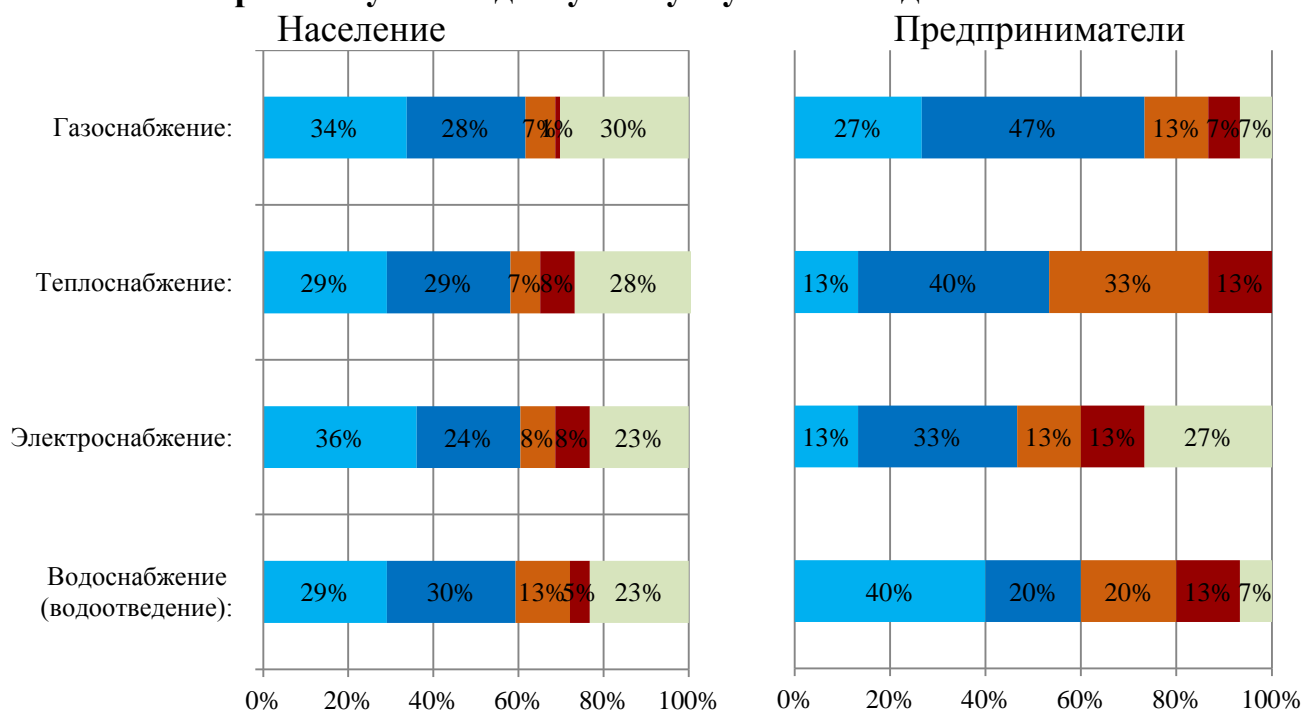 Население
Предприниматели
Газоснабжение:
34% 28% 7% 1% 30%
27% 47% 13% 7% 7%
Теплоснабжение:
29% 29% 7% 8% 28%
13% 40% 33% 13%
Электроснабжение:
36% 24% 8% 8% 23%
13% 33% 13% 13% 27%
Водоснабжение
(водоотведение):
29% 30% 13% 5% 23%
40% 20% 20% 13% 7%
0% 20% 40% 60% 80% 100%
0% 20% 40% 60% 80% 100%